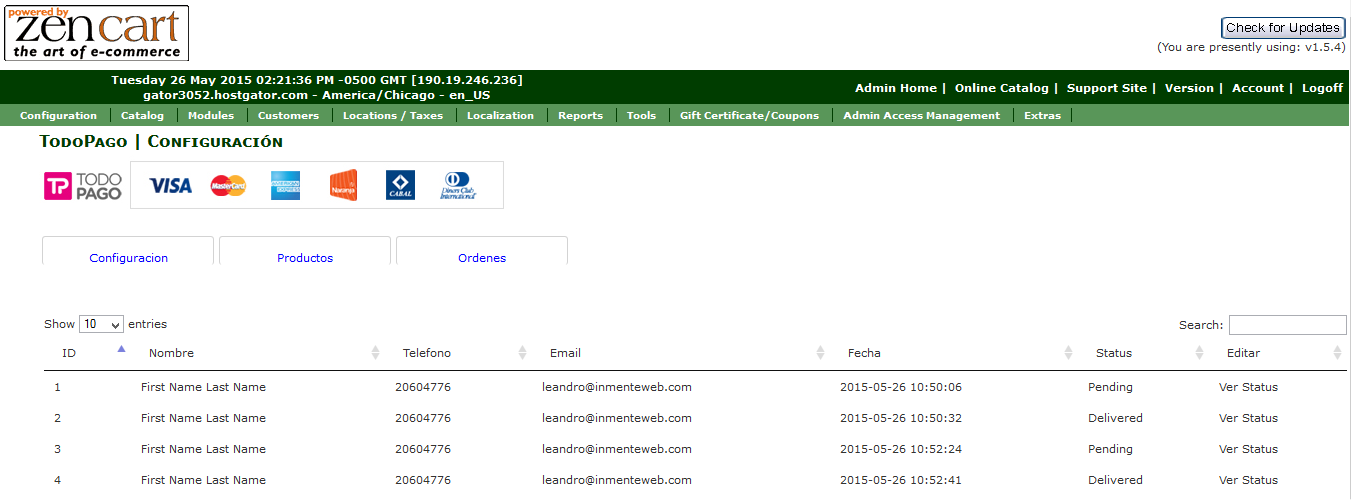 powered by
zen cart
the art of e-commerce
Check for Updates
(You are presently using: v1.5.4)
Tuesday 26 May 2015 02:21:36 PM -0500 GMT [190.19.246.236]
gator3052.hostgator.com - America/Chicago - en_US
Admin Home | Online Catalog | Support Site | Version | Account | Logoff
Configuration Catalog Modules Customers Locations / Taxes Localization Reports Tools Gift Certificate/Coupons Admin Access Management Extras
TodoPago | Configuración
TP TODO PAGO VISA MasterCard AMERICAN EXPRESS Naranja CABAL Diners Club International
Configuracion Productos Ordenes
Show 10 entries Search:
ID Nombre Telefono Email Fecha Status Editar
1 First Name Last Name 20604776 leandro@inmenteweb.com 2015-05-26 10:50:06 Pending Ver Status
2 First Name Last Name 20604776 leandro@inmenteweb.com 2015-05-26 10:50:32 Delivered Ver Status
3 First Name Last Name 20604776 leandro@inmenteweb.com 2015-05-26 10:52:24 Pending Ver Status
4 First Name Last Name 20604776 leandro@inmenteweb.com 2015-05-26 10:52:41 Delivered Ver Status